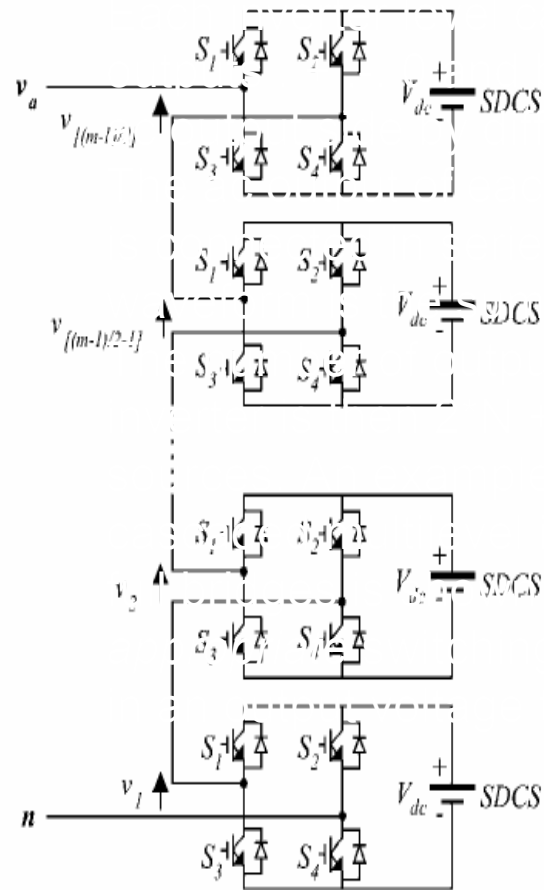 S1 S2
va
Vdc SDCS
v[(m-1)/2]
S3 S4
S1 S2
Vdc SDCS
v[(m-1)/2-1]
S3 S4
S1 S2
Vdc SDCS
v2
S3 S4
S1 S2
Vdc SDCS
v1
n
S3 S4